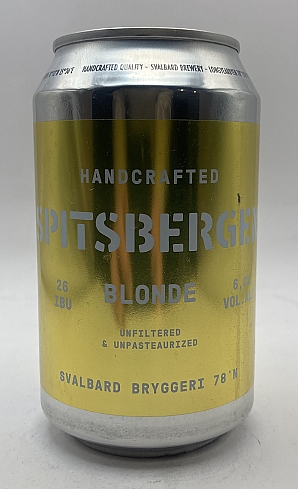 HANDCRAFTED QUALITY - SVALBARD BREWERY -
HANDCRAFTED
SPITSBERGEN
26
IBU
BLONDE
VOL.
UNFILTERED
& UNPASTEAURIZED
SVALBARD BRYGGERI 78°N